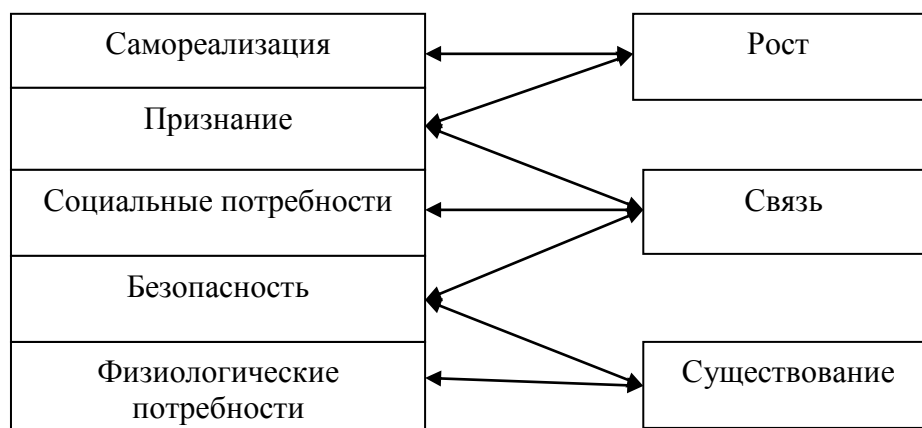 Самореализация
Рост
Признание
Социальные потребности
Связь
Безопасность
Физиологические
потребности
Существование